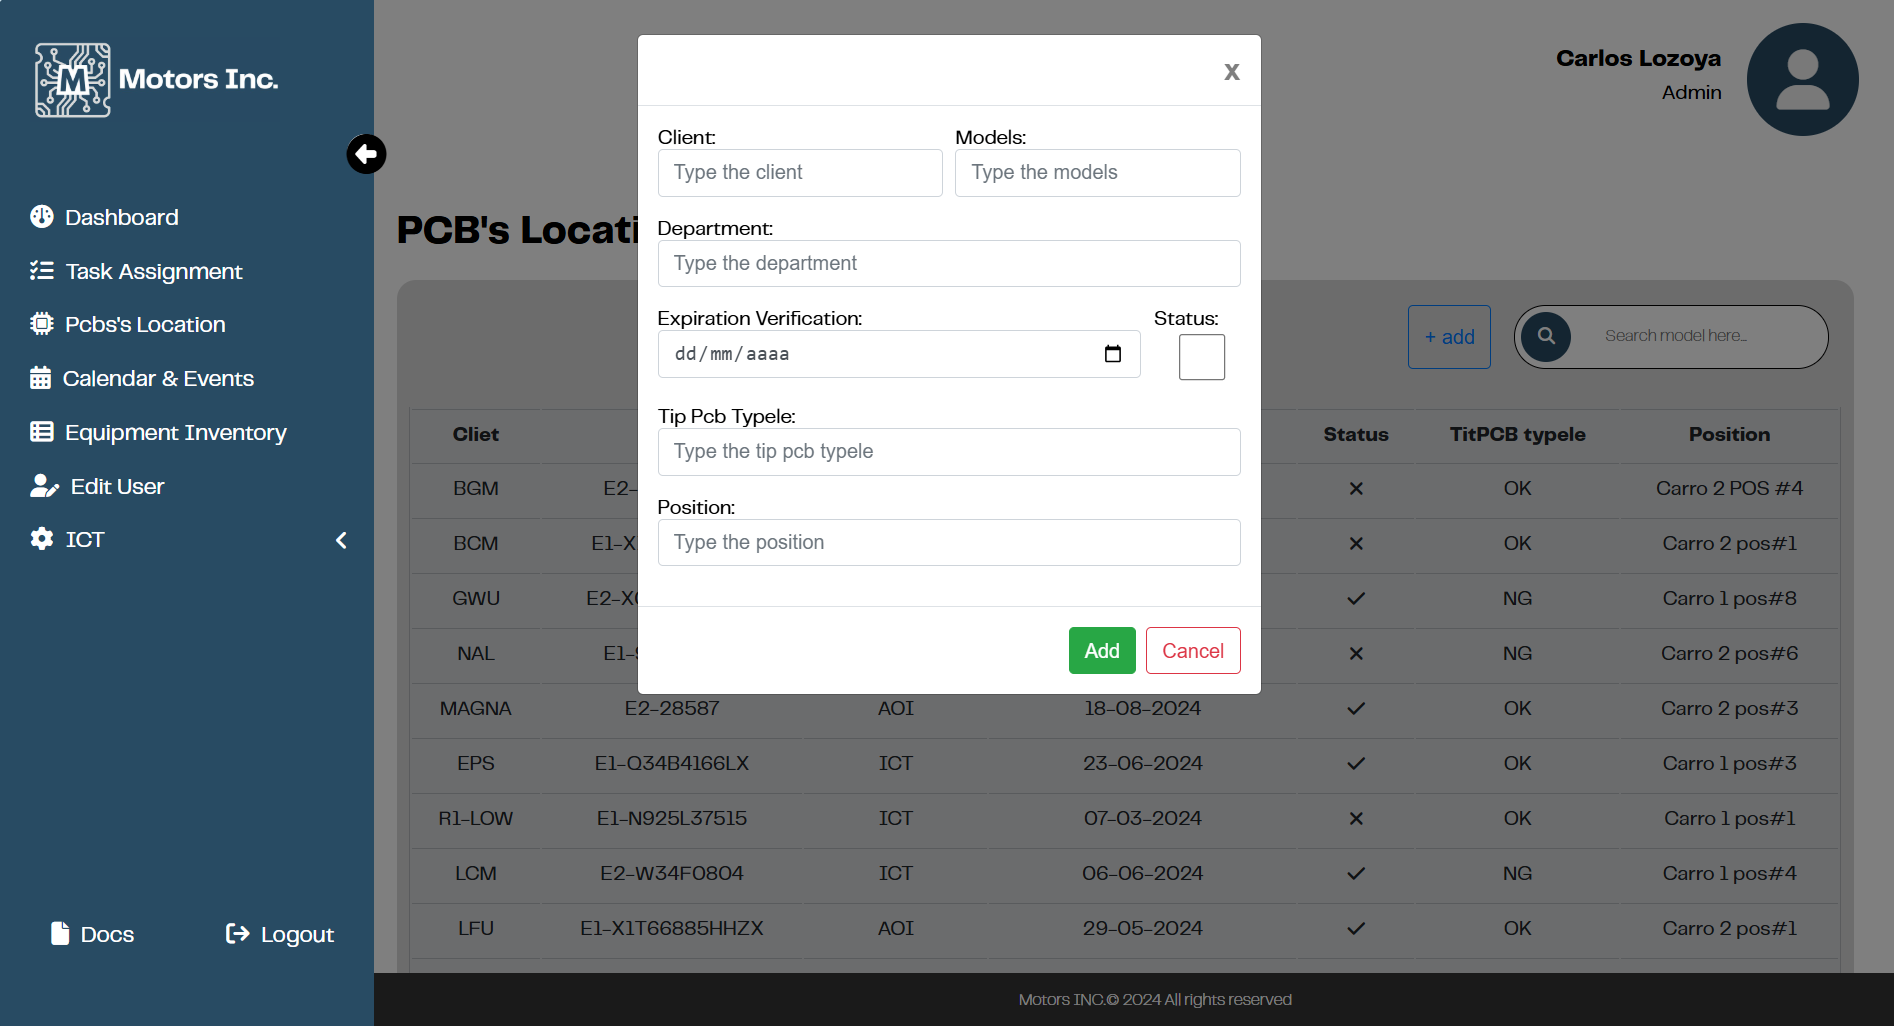 M Motors Inc.
Dashboard
Task Assignment
Pcbs's Location
Calendar & Events
Equipment Inventory
Edit User
ICT
Docs Logout
Carlos Lozoya
Admin
PCB's Locati
+ add Search model here...
X
Client: Models:
Type the client Type the models
Department:
Type the department
Expiration Verification: Status:
dd/mm/aaaa
Tip Pcb Typele:
Type the tip pcb typele
Position:
Type the position
Add Cancel
Cliet Status TitPCB typele Position
BGM E2- OK Carro 2 POS #4
BCM E1-X OK Carro 2 pos#1
GWU E2-X NG Carro 1 pos#8
NAL E1- NG Carro 2 pos#6
MAGNA E2-28587 AOI 18-08-2024 OK Carro 2 pos#3
EPS E1-Q34B4166LX ICT 23-06-2024 OK Carro 1 pos#3
R1-LOW E1-N925L37515 ICT 07-03-2024 OK Carro 1 pos#1
LCM E2-W34F0804 ICT 06-06-2024 NG Carro 1 pos#4
LFU E1-X1T66885HHZX AOI 29-05-2024 OK Carro 2 pos#1
Motors INC.© 2024 All rights reserved